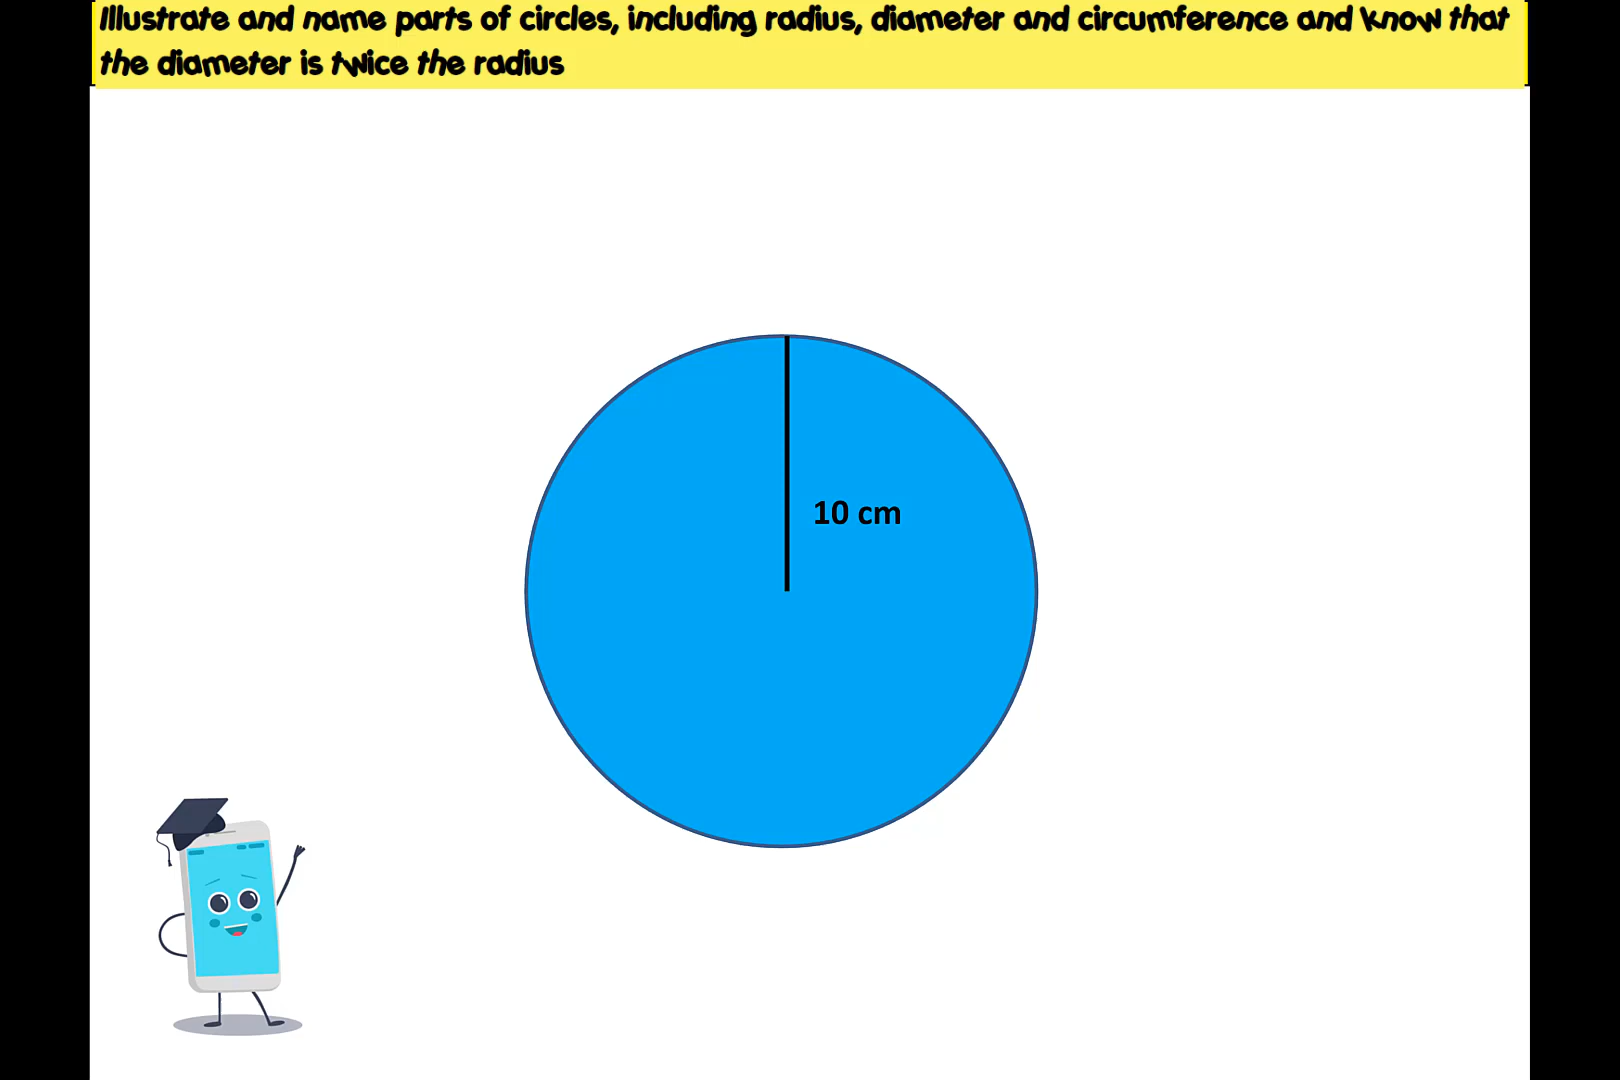 Illustrate and name parts of circles, including radius, diameter and circumference and know that
the diameter is twice the radius
10 cm